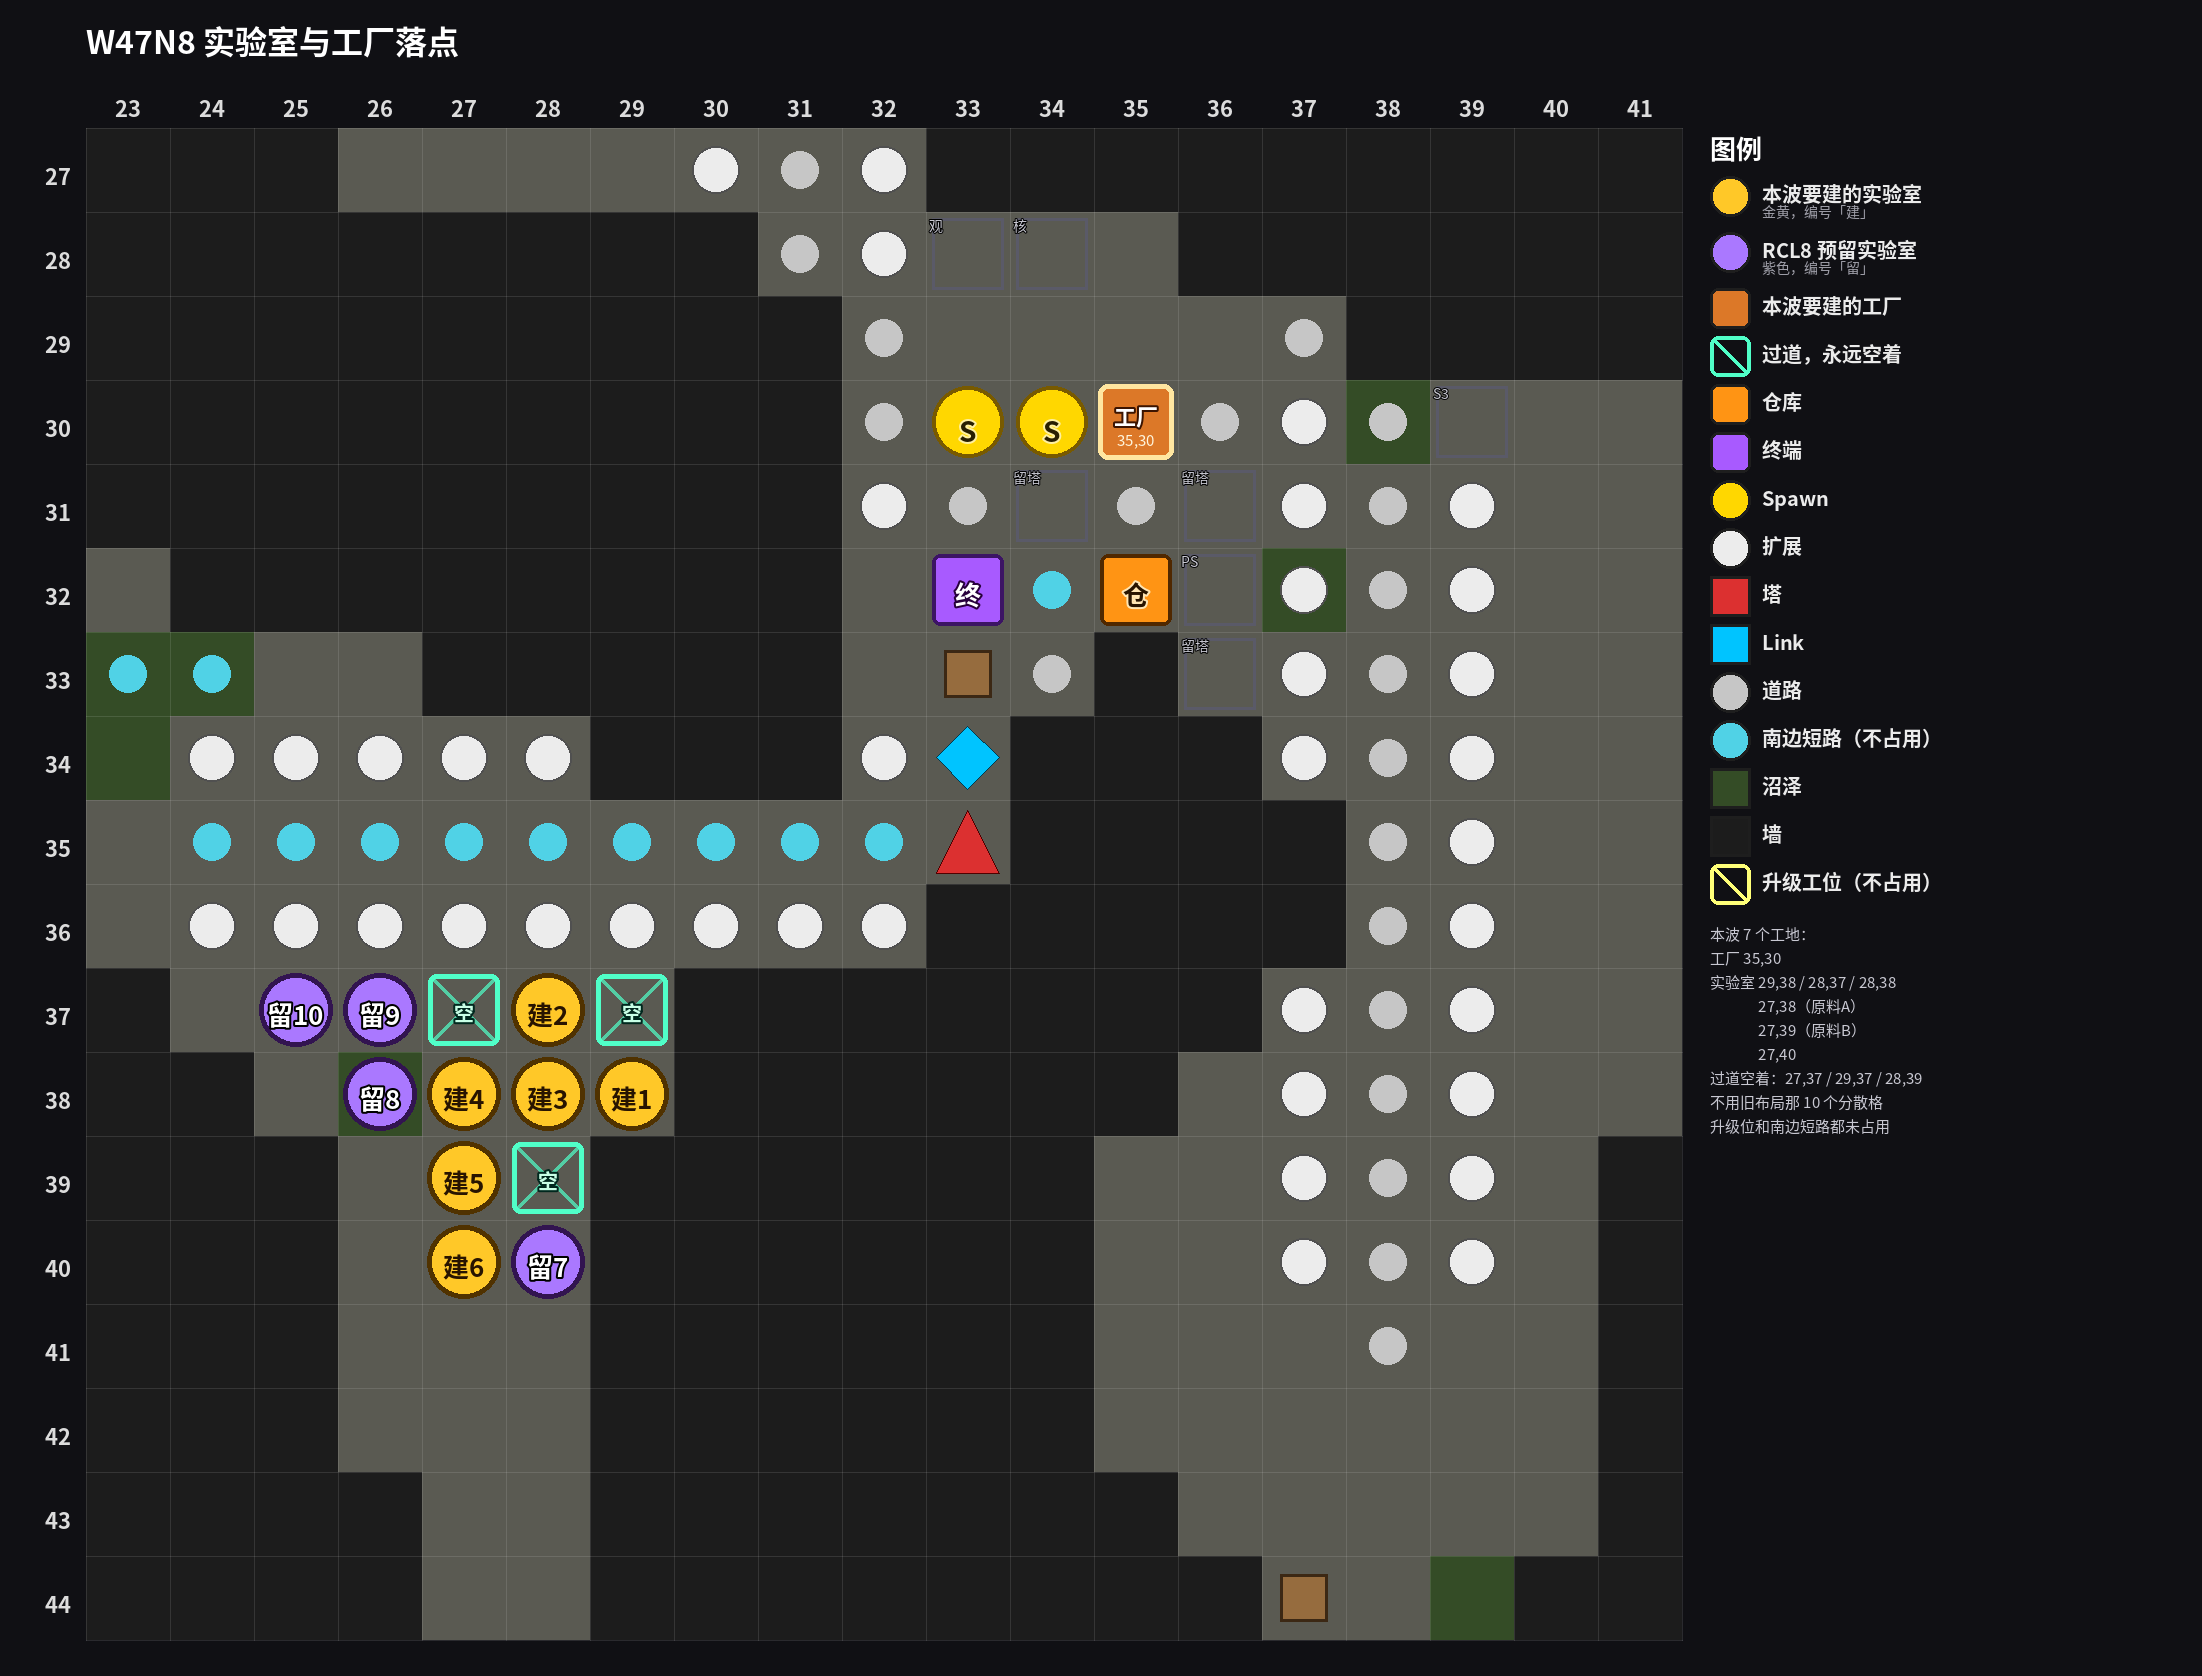 W47N8 实验室与工厂落点
23 24 25 26 27 28 29 30 31 32 33 34 35 36 37 38 39 40 41
27
28 观 核
29
30 S S 工厂 S3
35,30
31 留塔 留塔
32 终 仓 PS
33 留塔
34
35
36
37 留10 留9 空 建2 空
38 留8 建4 建3 建1
39 建5 空
40 建6 留7
41
42
43
44
图例
本波要建的实验室
金黄，编号「建」
RCL8 预留实验室
紫色，编号「留」
本波要建的工厂
过道，永远空着
仓库
终端
Spawn
扩展
塔
Link
道路
南边短路（不占用）
沼泽
墙
升级工位（不占用）
本波 7 个工地：
工厂 35,30
实验室 29,38 / 28,37 / 28,38
27,38（原料A）
27,39（原料B）
27,40
过道空着：27,37 / 29,37 / 28,39
不用旧布局那 10 个分散格
升级位和南边短路都未占用